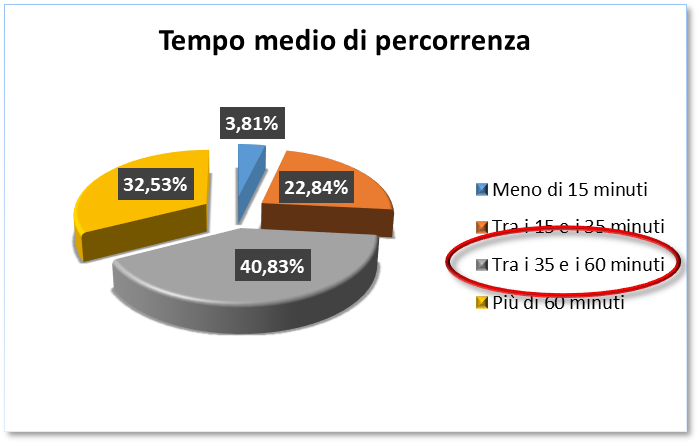 Tempo medio di percorrenza
3,81%
22,84%
32,53%
40,83%
Meno di 15 minuti
Tra i 15 e i 35 minuti
Tra i 35 e i 60 minuti
Più di 60 minuti